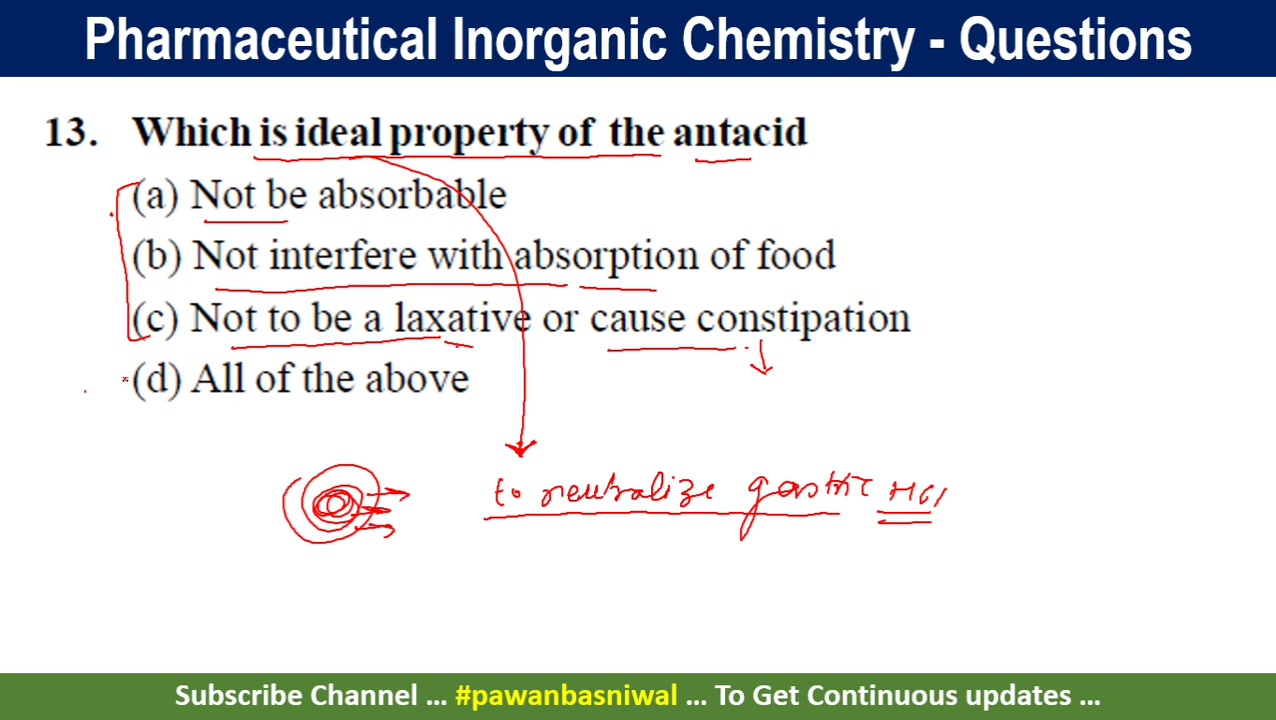 Pharmaceutical Inorganic Chemistry - Questions
13. Which is ideal property of the antacid
(a) Not be absorbable
(b) Not interfere with absorption of food
(c) Not to be a laxative or cause constipation
(d) All of the above
to neutralize gastric HCl
Subscribe Channel ... #pawanbasniwal ... To Get Continuous updates ...